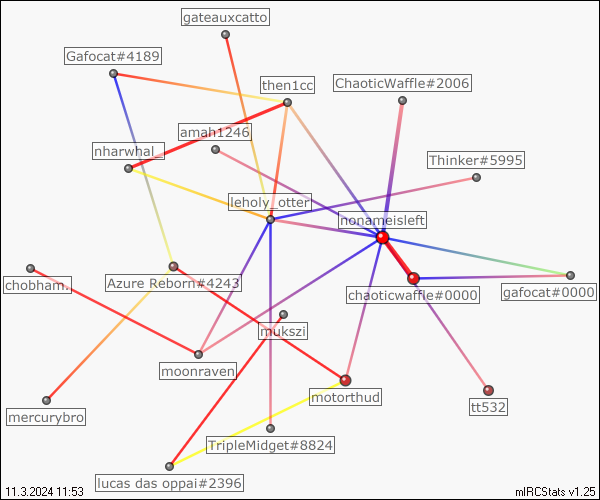 gateauxcatto
Gafocat#4189
then1cc
ChaoticWaffle#2006
amah1246
nharwhal_
Thinker#5995
leholy_otter
nonameisleft
chobham.
Azure Reborn#4243
chaoticwaffle#0000
gafocat#0000
mukszi
moonraven
motorthud
tt532
mercurybro
TripleMidget#8824
lucas das oppai#2396
11.3.2024 11:53
mIRCStats v1.25